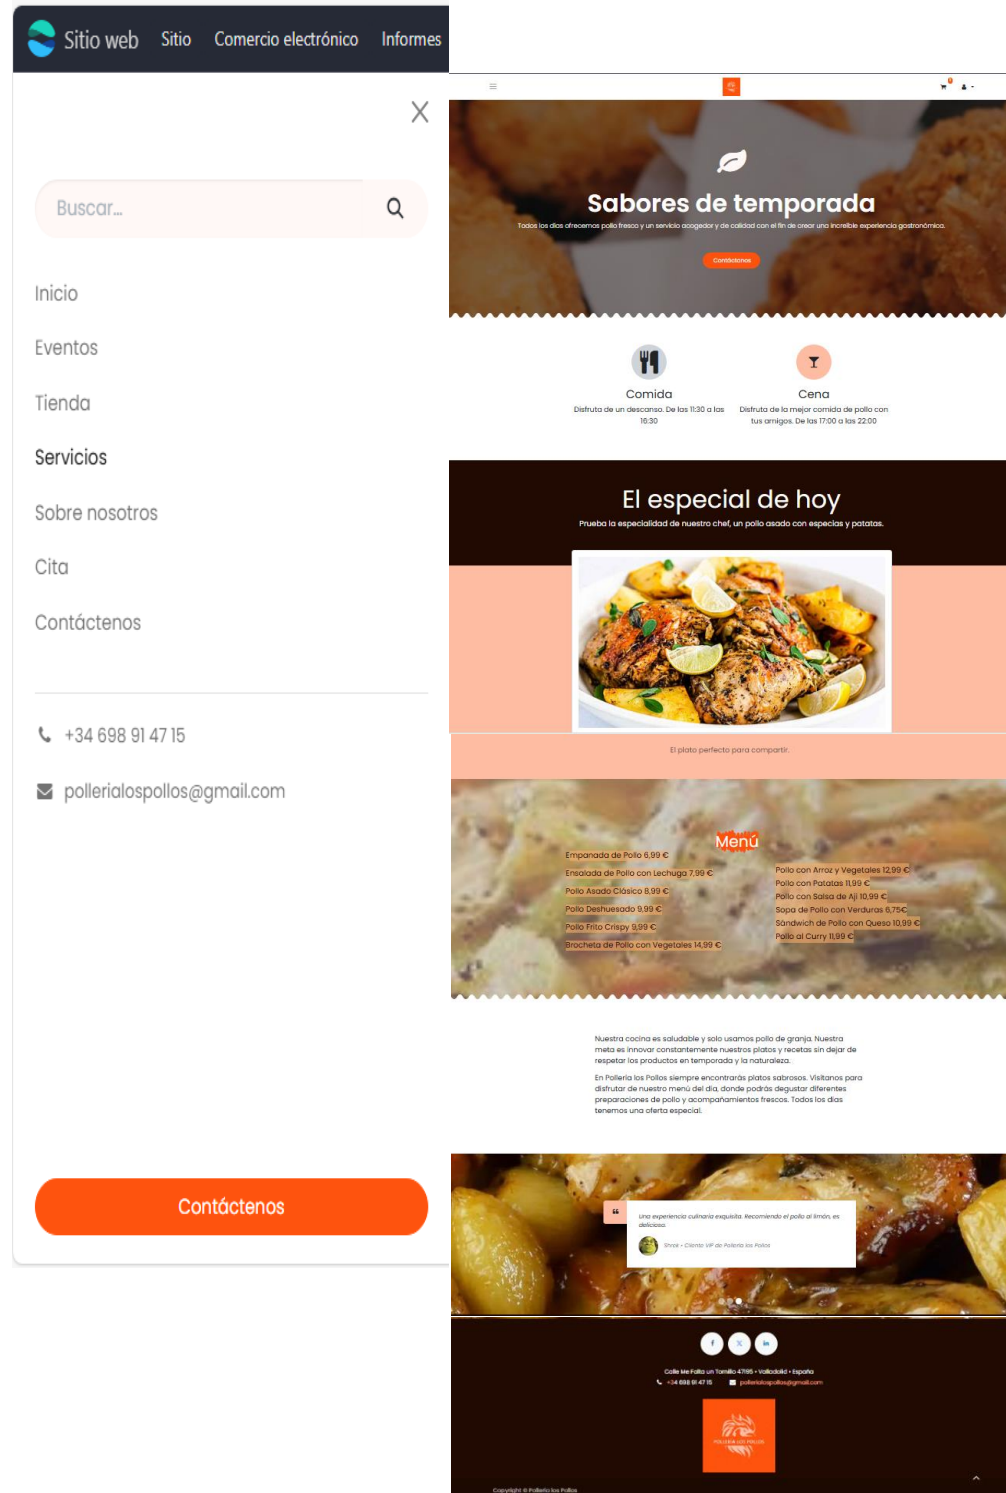 Sitio web Sitio Comercio electrónico Informes
X
Buscar...
Inicio
Eventos
Tienda
Servicios
Sobre nosotros
Cita
Contáctenos
+34 698 91 47 15
pollerialospollos@gmail.com
Contáctenos
0
Sabores de temporada
Todos los días ofrecemos pollo fresco y un servicio acogedor y de calidad con el fin de crear una increíble experiencia gastronómica.
Contáctenos
Comida
Disfruta de un descanso. De las 11:30 a las
16:30
Cena
Disfruta de la mejor comida de pollo con
tus amigos. De las 17:00 a las 22:00
El especial de hoy
Prueba la especialidad de nuestro chef, un pollo asado con especias y patatas.
El plato perfecto para compartir.
Menú
Empanada de Pollo 6,99 €
Ensalada de Pollo con Lechuga 7,99 €
Pollo Asado Clásico 8,99 €
Pollo Deshuesado 9,99 €
Pollo Frito Crispy 9,99 €
Brocheta de Pollo con Vegetales 14,99 €
Pollo con Arroz y Vegetales 12,99 €
Pollo con Patatas 11,99 €
Pollo con Salsa de Ají 10,99 €
Sopa de Pollo con Verduras 6,75€
Sándwich de Pollo con Queso 10,99 €
Pollo al Curry 11,99 €
Nuestra cocina es saludable y solo usamos pollo de granja. Nuestra
meta es innovar constantemente nuestros platos y recetas sin dejar de
respetar los productos en temporada y la naturaleza.
En Pollería los Pollos siempre encontrarás platos sabrosos. Visítanos para
disfrutar de nuestro menú del día, donde podrás degustar diferentes
preparaciones de pollo y acompañamientos frescos. Todos los días
tenemos una oferta especial.
Una experiencia culinaria exquisita. Recomiendo el pollo al limón, es
delicioso.
Shrek • Cliente VIP de Pollería los Pollos
Calle Me Falta un Tornillo 47195 • Valladolid • España
+34 698 91 47 15 pollerialospollos@gmail.com
POLLERÍA LOS POLLOS
Copyright © Pollería los Pollos